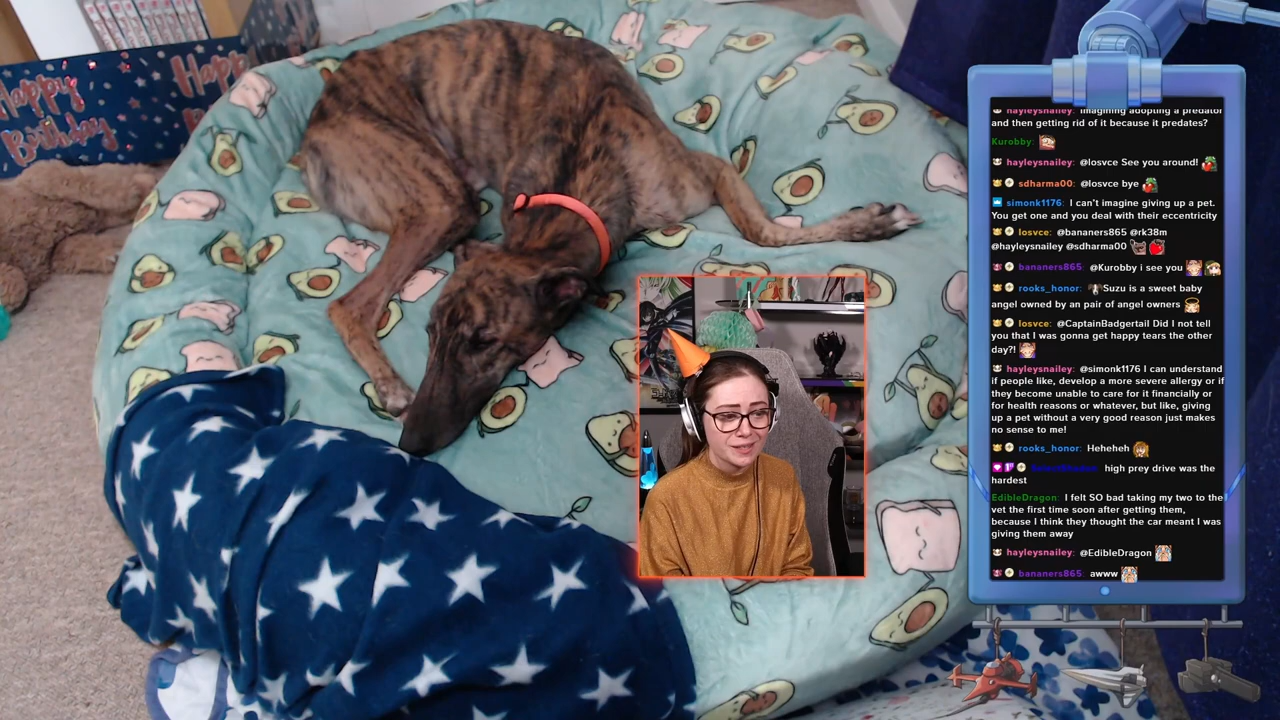 Happy
Birthday
Happy
hayleysnailey: imagining adopting a predator
and then getting rid of it because it predates?
Kurobby:
hayleysnailey: @losvce See you around!
sdharma00: @losvce bye
simonk1176: I can't imagine giving up a pet.
You get one and you deal with their eccentricity
losvce: @bananers865 @rk38m
@hayleysnailey @sdharma00
bananers865: @Kurobby i see you
rooks_honor: Suzu is a sweet baby
angel owned by an pair of angel owners
losvce: @CaptainBadgertail Did I not tell
you that I was gonna get happy tears the other
day?!
hayleysnailey: @simonk1176 I can understand
if people like, develop a more severe allergy or if
they become unable to care for it financially or
for health reasons or whatever, but like, giving
up a pet without a very good reason just makes
no sense to me!
rooks_honor: Heheheh
high prey drive was the
hardest
EdibleDragon: I felt SO bad taking my two to the
vet the first time soon after getting them,
because I think they thought the car meant I was
giving them away
hayleysnailey: @EdibleDragon
bananers865: awww